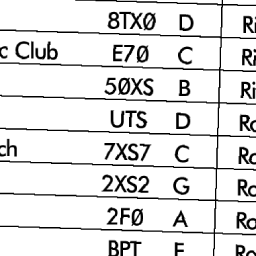 8TXØ D Ri
c Club E7Ø C Ri
5ØXS B Ri
UTS D Ro
ch 7XS7 C Ro
2XS2 G Ro
2FØ A Ro
BPT F Ro